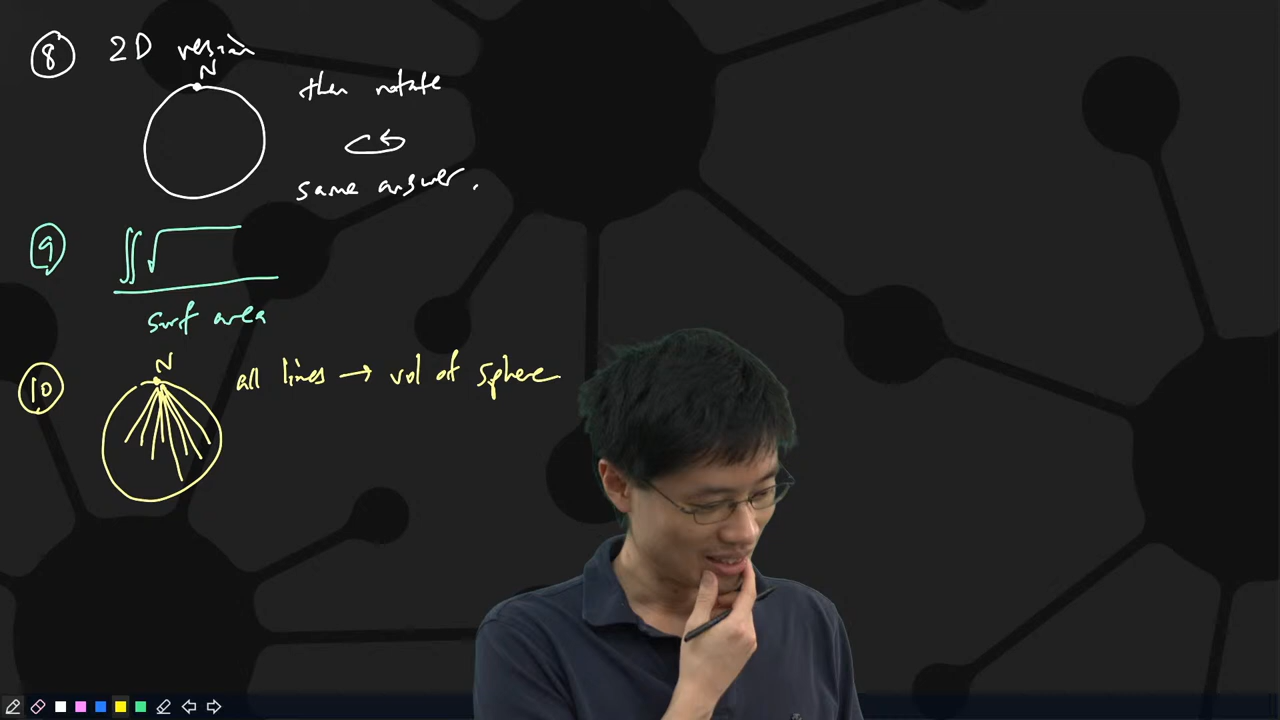 8 2D version
N
then rotate
same answer.
9 ∬√
surf area
10 N
all lines → vol of sphere